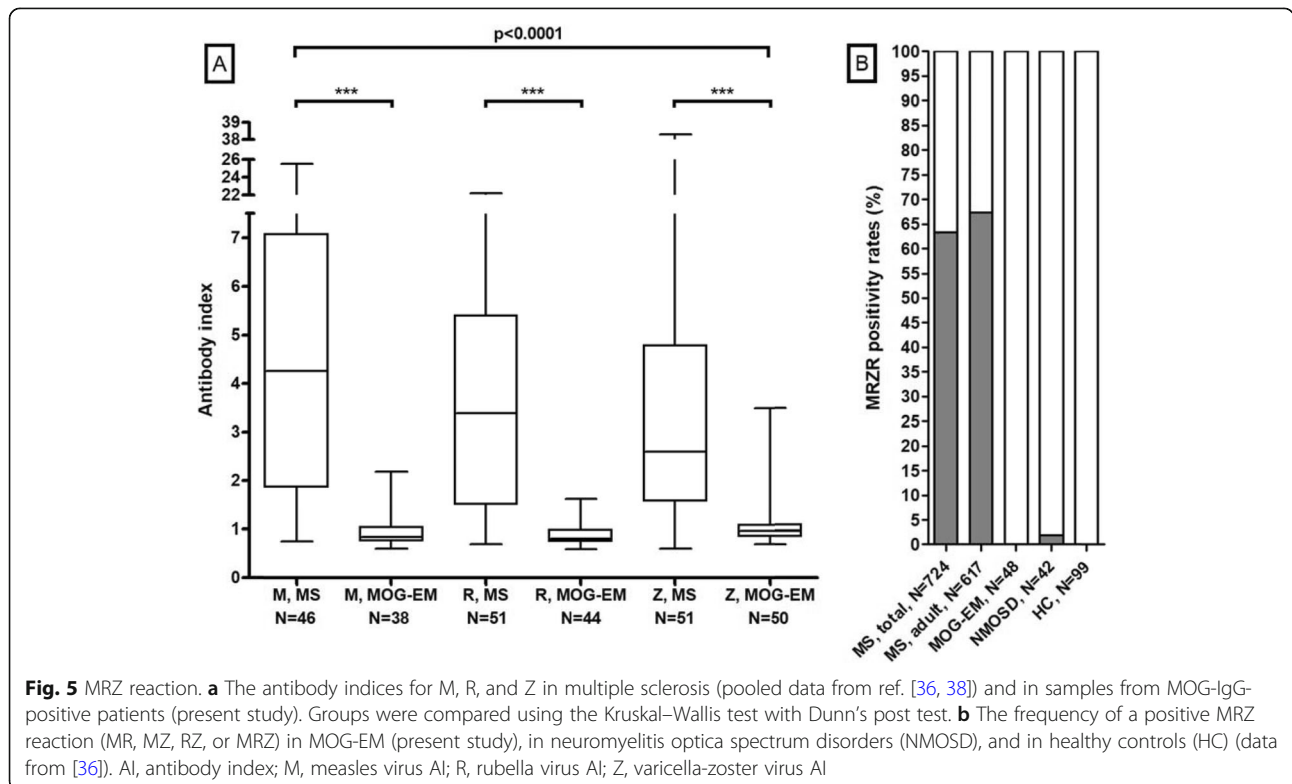 p<0.0001
A
***
***
***
39
38
26
24
22
7
6
5
4
3
2
1
0
Antibody index
M, MS
N=46
M, MOG-EM
N=38
R, MS
N=51
R, MOG-EM
N=44
Z, MS
N=51
Z, MOG-EM
N=50
B
100
95
90
85
80
75
70
65
60
55
50
45
40
35
30
25
20
15
10
5
0
MRZR positivity rates (%)
MS, total, N=724
MS, adult, N=617
MOG-EM, N=48
NMOSD, N=42
HC, N=99
Fig. 5 MRZ reaction. a The antibody indices for M, R, and Z in multiple sclerosis (pooled data from ref. [36, 38]) and in samples from MOG-IgG-
positive patients (present study). Groups were compared using the Kruskal–Wallis test with Dunn's post test. b The frequency of a positive MRZ
reaction (MR, MZ, RZ, or MRZ) in MOG-EM (present study), in neuromyelitis optica spectrum disorders (NMOSD), and in healthy controls (HC) (data
from [36]). AI, antibody index; M, measles virus AI; R, rubella virus AI; Z, varicella-zoster virus AI